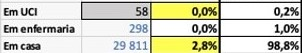 Em UCI 58 0,0% 0,2%
Em enfermaria 298 0,0% 1,0%
Em casa 29 811 2,8% 98,8%